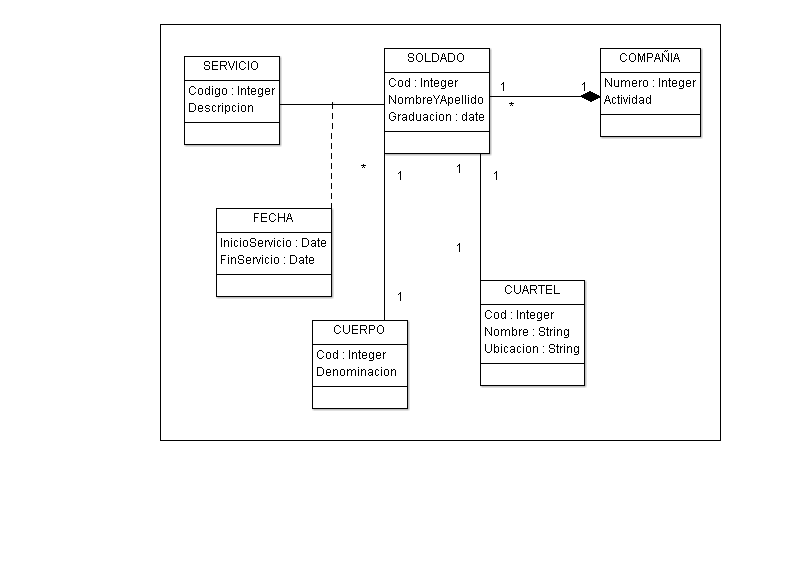 SERVICIO
Codigo : Integer
Descripcion
SOLDADO
Cod : Integer
NombreYApellido
Graduacion : date
1
*
1
COMPAÑIA
Numero : Integer
Actividad
*
1
1
1
FECHA
InicioServicio : Date
FinServicio : Date
1
1
CUERPO
Cod : Integer
Denominacion
CUARTEL
Cod : Integer
Nombre : String
Ubicacion : String